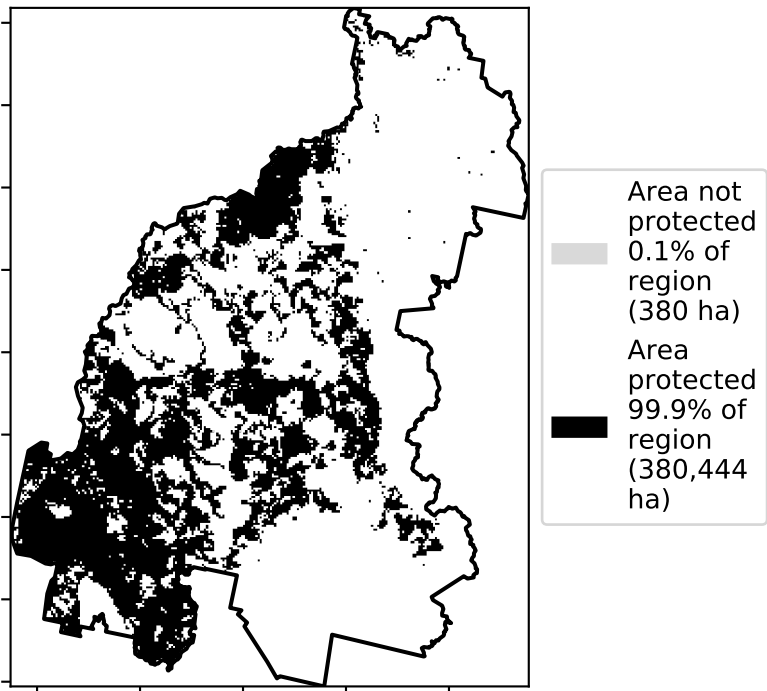 Area not
protected
0.1% of
region
(380 ha)
Area
protected
99.9% of
region
(380,444
ha)